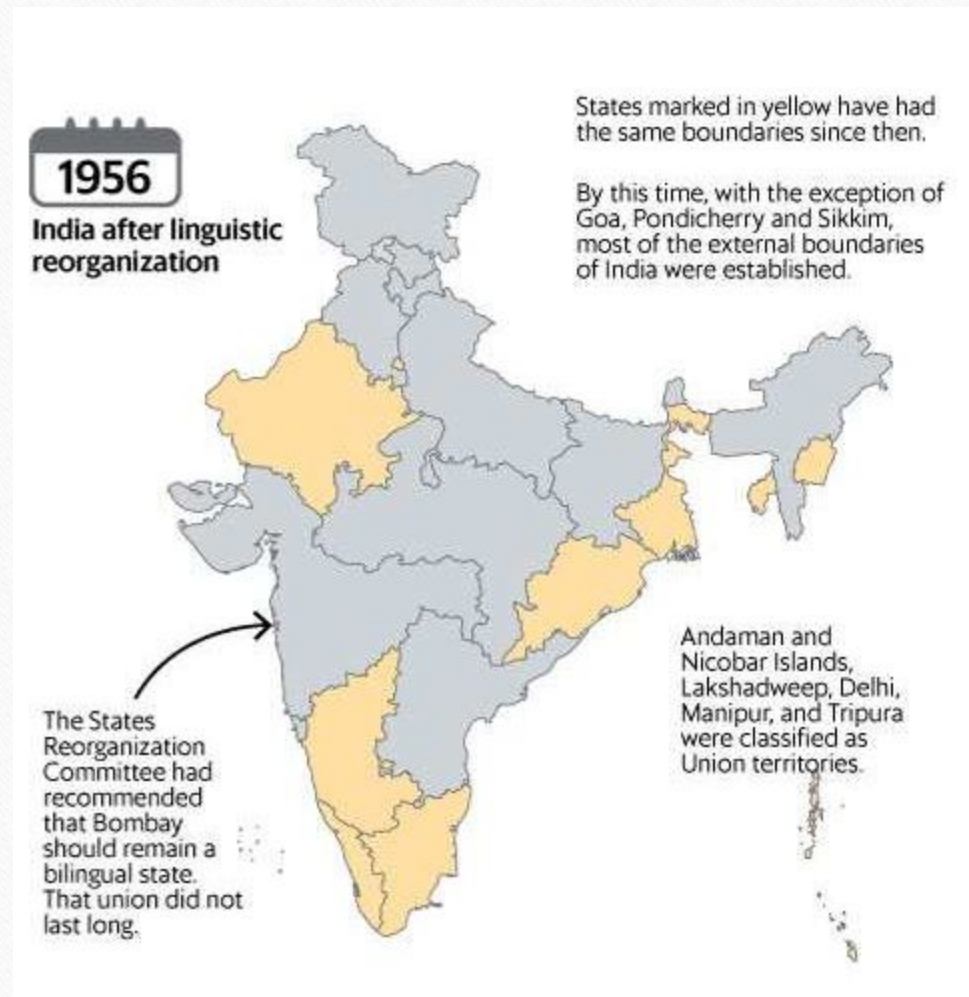 1956
India after linguistic
reorganization
States marked in yellow have had
the same boundaries since then.
By this time, with the exception of
Goa, Pondicherry and Sikkim,
most of the external boundaries
of India were established.
The States
Reorganization
Committee had
recommended
that Bombay
should remain a
bilingual state.
That union did not
last long.
Andaman and
Nicobar Islands,
Lakshadweep, Delhi,
Manipur, and Tripura
were classified as
Union territories.